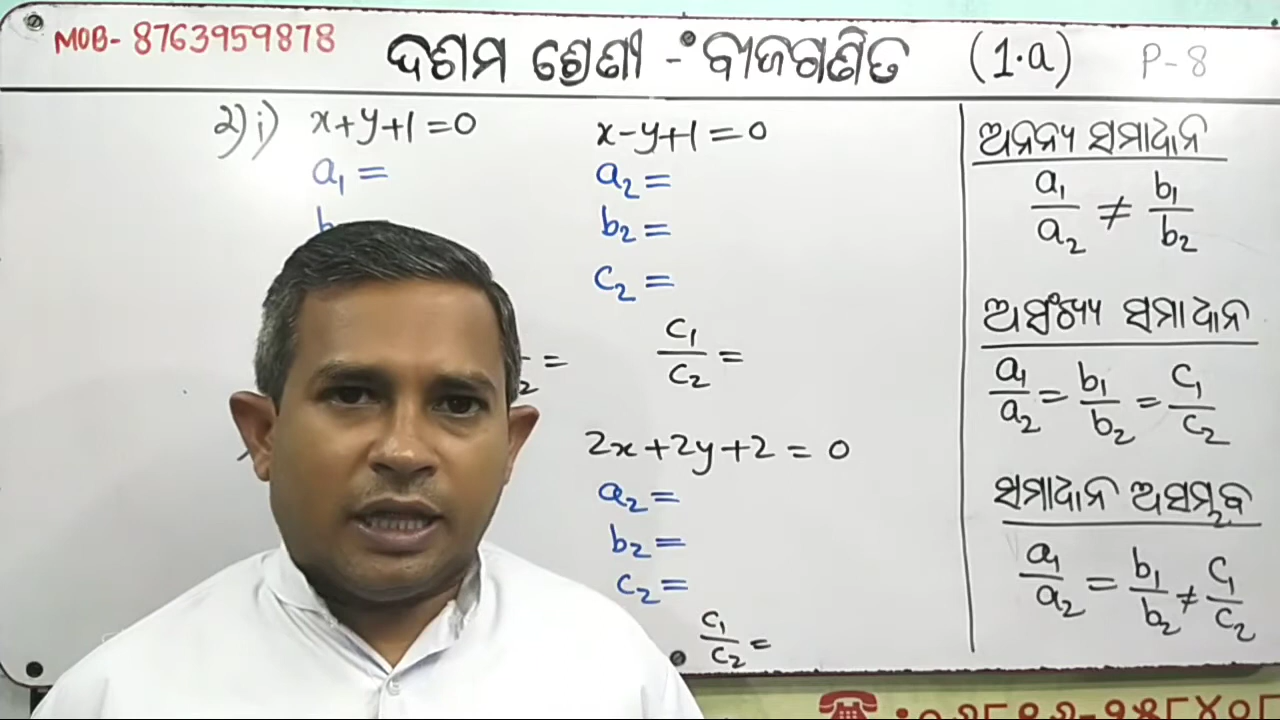 MOB- 8763959878
ଦଶମ ଶ୍ରେଣୀ - ବୀଜଗଣିତ (1.a) P-8
2) i) x+y+1=0 x-y+1=0
a₁ = a₂ =
b₂ =
c₂ =
c₁/c₂ =
2x+2y+2=0
a₂ =
b₂ =
c₂ =
c₁/c₂ =
ଅନନ୍ୟ ସମାଧାନ
a₁/a₂ ≠ b₁/b₂
ଅସଂଖ୍ୟ ସମାଧାନ
a₁/a₂ = b₁/b₂ = c₁/c₂
ସମାଧାନ ଅସମ୍ଭବ
a₁/a₂ = b₁/b₂ ≠ c₁/c₂